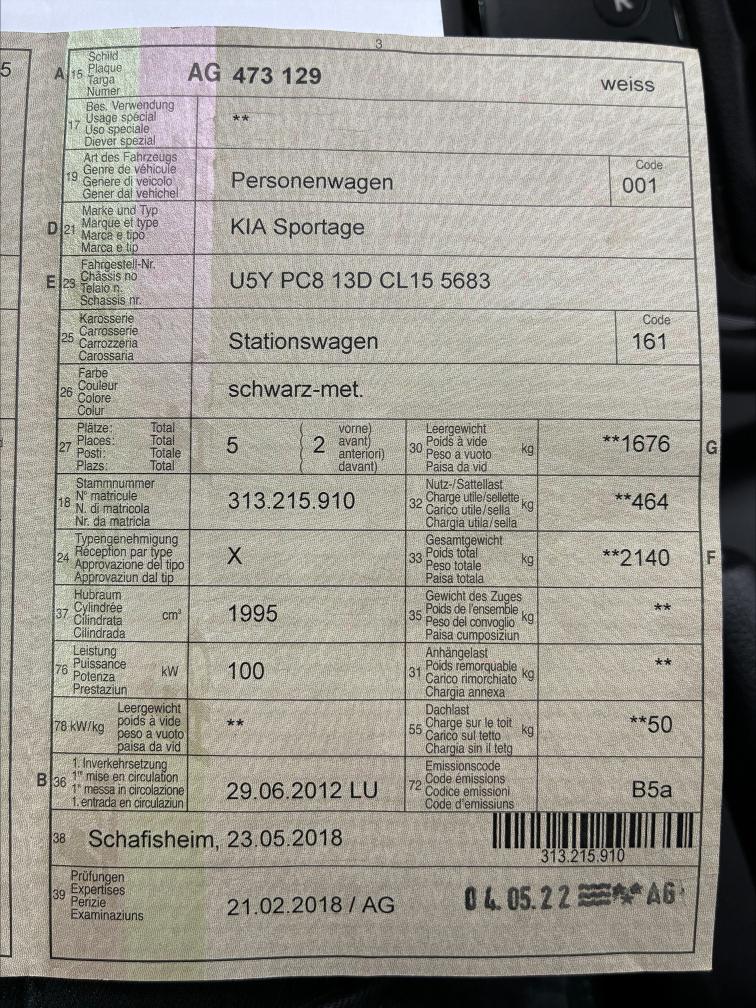 3
5
A 15 Schild
Plaque
Targa
Numer
AG 473 129 weiss
17 Bes. Verwendung
Usage spécial
Uso speciale
Diever spezial
**
19 Art des Fahrzeugs
Genre de véhicule
Genere di veicolo
Gener dal vehichel
Personenwagen
Code
001
D 21 Marke und Typ
Marque et type
Marca e tipo
Marca e tip
KIA Sportage
E 23 Fahrgestell-Nr.
Châssis no
Telaio n.
Schassis nr.
U5Y PC8 13D CL15 5683
25 Karosserie
Carrosserie
Carrozzeria
Carossaria
Stationswagen
Code
161
26 Farbe
Couleur
Colore
Colur
schwarz-met.
27 Plätze: Total
Places: Total
Posti: Totale
Plazs: Total
5
( 2 vorne)
( avant)
( anteriori)
( davant)
30 Leergewicht
Poids à vide
Peso a vuoto
Paisa da vid
kg
**1676 G
18 Stammnummer
N° matricule
N. di matricola
Nr. da matricla
313.215.910
32 Nutz-/Sattellast
Charge utile/sellette
Carico utile/sella
Chargia utila/sella
kg
**464
24 Typengenehmigung
Réception par type
Approvazione del tipo
Approvaziun dal tip
X
33 Gesamtgewicht
Poids total
Peso totale
Paisa totala
kg
**2140 F
37 Hubraum
Cylindrée
Cilindrata
Cilindrada
cm³
1995
35 Gewicht des Zuges
Poids de l'ensemble
Peso del convoglio
Paisa cumposiziun
kg
**
76 Leistung
Puissance
Potenza
Prestaziun
kW
100
31 Anhängelast
Poids remorquable
Carico rimorchiato
Chargia annexa
kg
**
78 kW/kg Leergewicht
poids à vide
peso a vuoto
paisa da vid
**
55 Dachlast
Charge sur le toit
Carico sul tetto
Chargia sin il tetg
kg
**50
B 36 1. Inverkehrsetzung
1re mise en circulation
1a messa in circolazione
1. entrada en circulaziun
29.06.2012 LU
72 Emissionscode
Code émissions
Codice emissioni
Code d'emissiuns
B5a
38 Schafisheim, 23.05.2018
313.215.910
39 Prüfungen
Expertises
Perizie
Examinaziuns
21.02.2018 / AG
04.05.22 AG